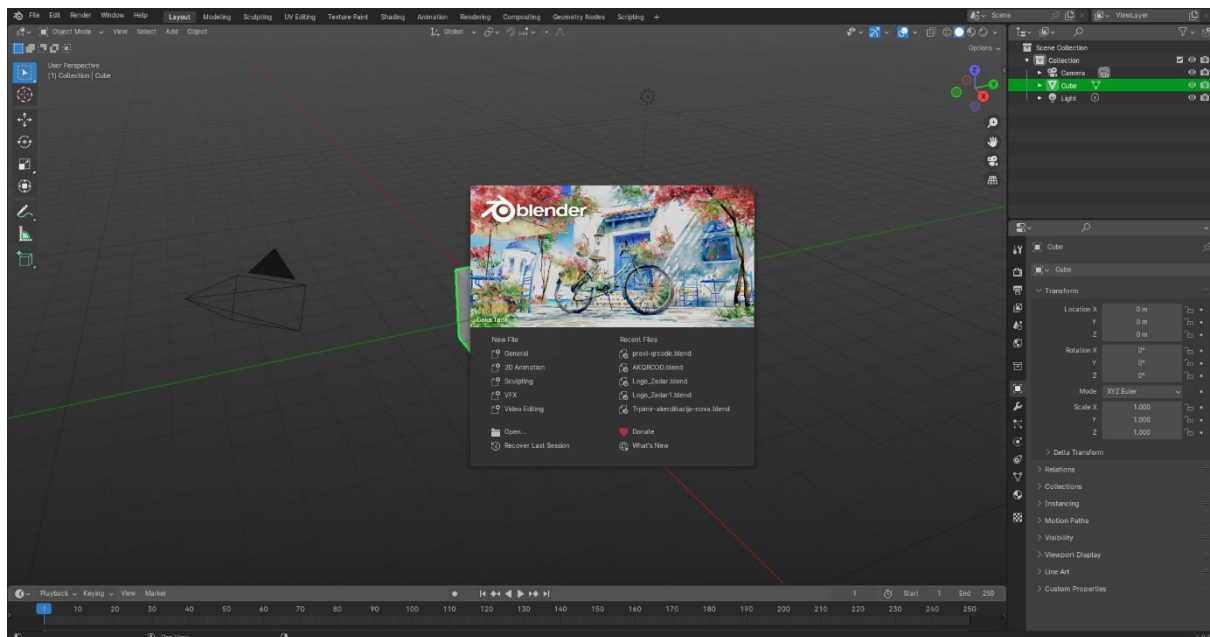 File Edit Render Window Help Layout Modeling Sculpting UV Editing Texture Paint Shading Animation Rendering Compositing Geometry Nodes Scripting + Scene ViewLayer
Object Mode View Select Add Object Global
Options
User Perspective
(1) Collection | Cube
Scene Collection
Collection
Camera
Cube
Light
Z
Y
X
blender
New File
General
2D Animation
Sculpting
VFX
Video Editing
Open...
Recover Last Session
Recent Files
pravi-qrcode.blend
AKQRCOD.blend
Logo_Zadar.blend
Logo_Zadar1.blend
Trpimir-akerditacija-nova.blend
Donate
What's New
Cube
Cube
Transform
Location X 0 m
Y 0 m
Z 0 m
Rotation X 0°
Y 0°
Z 0°
Mode XYZ Euler
Scale X 1.000
Y 1.000
Z 1.000
Delta Transform
Relations
Collections
Instancing
Motion Paths
Visibility
Viewport Display
Line Art
Custom Properties
Playback Keying View Marker 1 Start 1 End 250
1 10 20 30 40 50 60 70 80 90 100 110 120 130 140 150 160 170 180 190 200 210 220 230 240 250